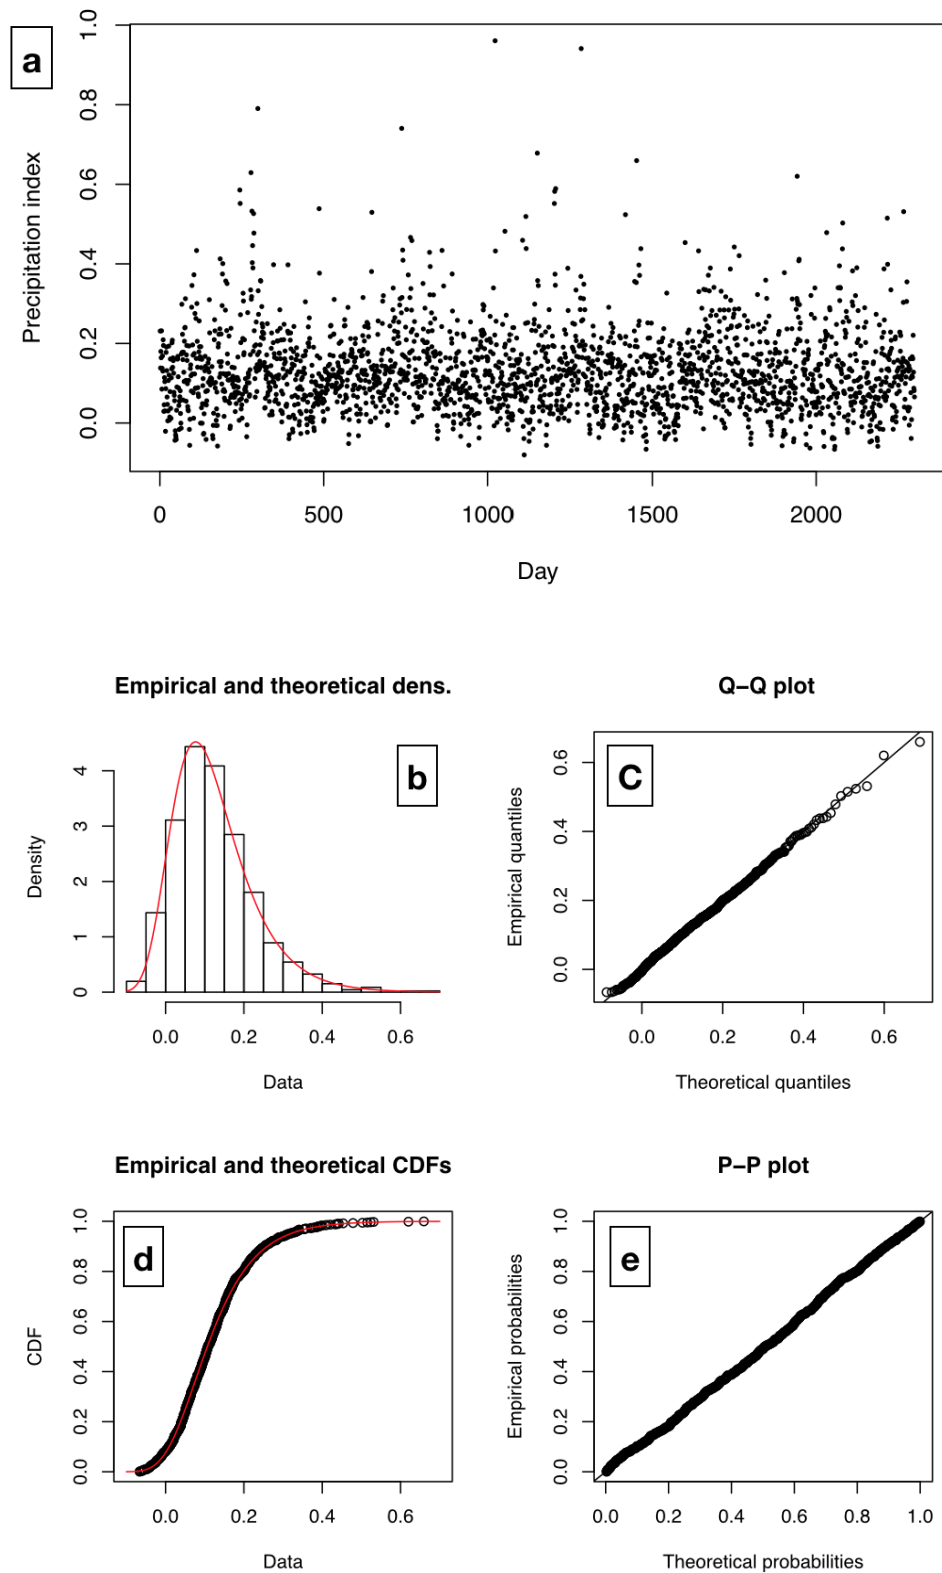 a
Precipitation index
1.0
0.8
0.6
0.4
0.2
0.0
0 500 1000 1500 2000
Day
Empirical and theoretical dens.
b
Density
4
3
2
1
0
0.0 0.2 0.4 0.6
Data
Q−Q plot
C
Empirical quantiles
0.6
0.4
0.2
0.0
0.0 0.2 0.4 0.6
Theoretical quantiles
Empirical and theoretical CDFs
d
CDF
1.0
0.8
0.6
0.4
0.2
0.0
0.0 0.2 0.4 0.6
Data
P−P plot
e
Empirical probabilities
1.0
0.8
0.6
0.4
0.2
0.0
0.0 0.2 0.4 0.6 0.8 1.0
Theoretical probabilities